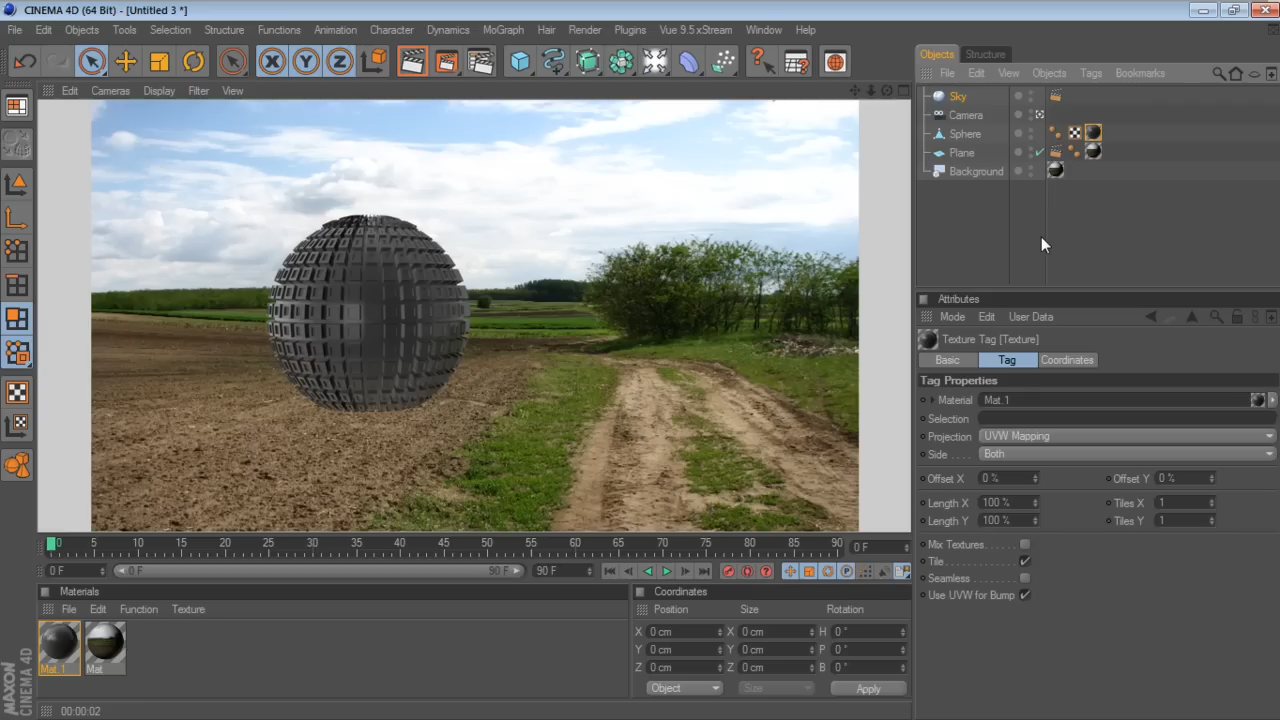 CINEMA 4D (64 Bit) - [Untitled 3 *]
File Edit Objects Tools Selection Structure Functions Animation Character Dynamics MoGraph Hair Render Plugins Vue 9.5 xStream Window Help
Objects Structure
File Edit View Objects Tags Bookmarks
Edit Cameras Display Filter View
Sky
Camera
Sphere
Plane
Background
Attributes
Mode Edit User Data
Texture Tag [Texture]
Basic Tag Coordinates
Tag Properties
Material Mat.1
Selection
Projection UVW Mapping
Side . . . . Both
Offset X 0 % Offset Y 0 %
Length X 100 % Tiles X 1
Length Y 100 % Tiles Y 1
Mix Textures. . . . . .
Tile. . . . . . . . . . . . . .
Seamless . . . . . . . .
Use UVW for Bump
0 5 10 15 20 25 30 35 40 45 50 55 60 65 70 75 80 85 90 0 F
0 F 0 F 90 F 90 F
Materials
File Edit Function Texture
Mat.1 Mat
Coordinates
Position Size Rotation
X 0 cm X 0 cm H 0 °
Y 0 cm Y 0 cm P 0 °
Z 0 cm Z 0 cm B 0 °
Object Size Apply
MAXON
CINEMA 4D
00:00:02